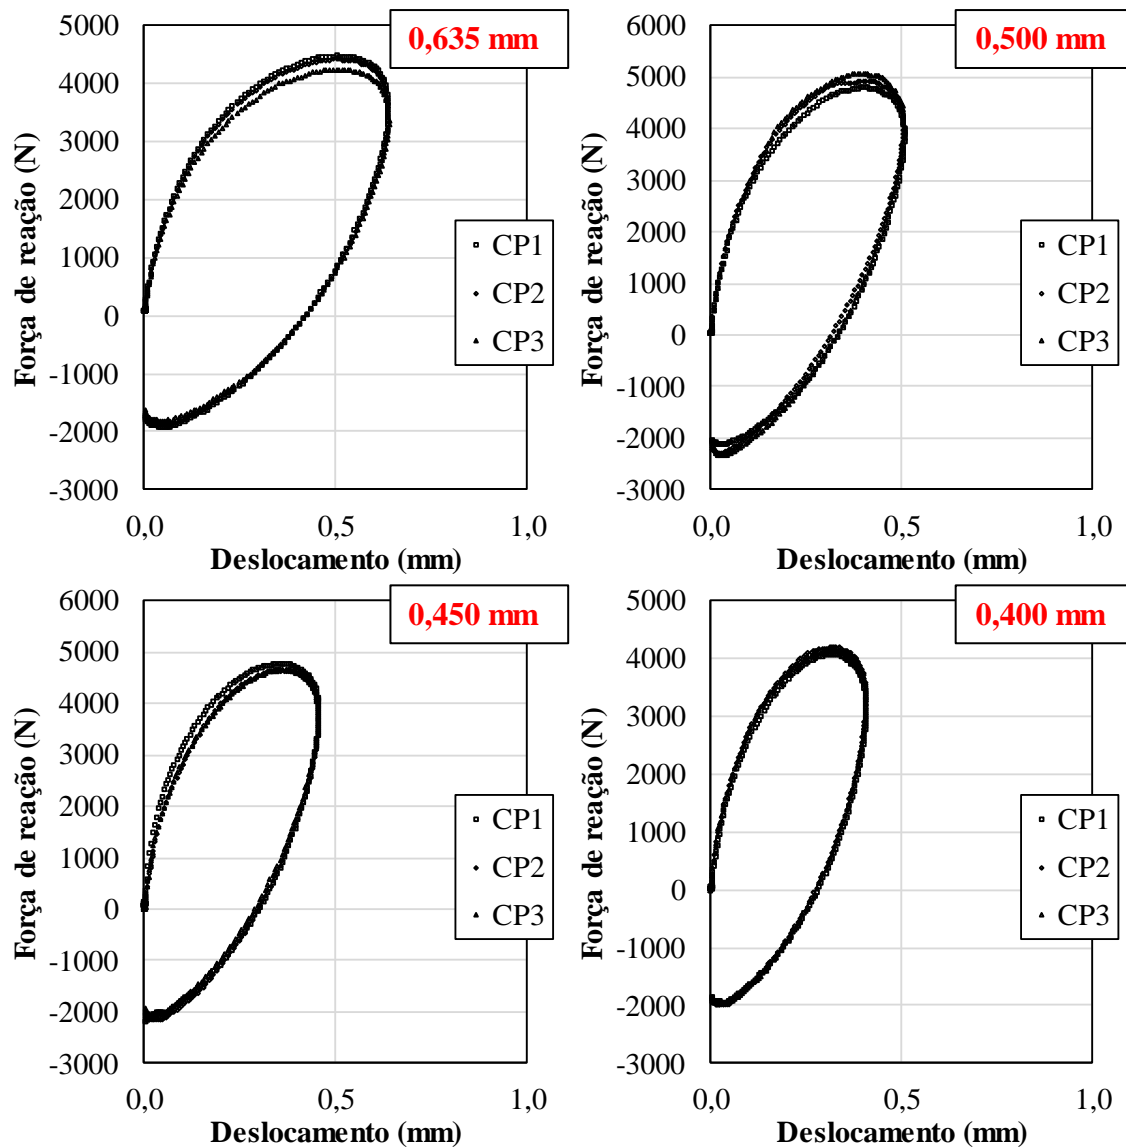 0,635 mm
5000
4000
3000
2000
1000
0
-1000
-2000
-3000
Força de reação (N)
CP1
CP2
CP3
0,0
0,5
1,0
Deslocamento (mm)
0,500 mm
6000
5000
4000
3000
2000
1000
0
-1000
-2000
-3000
Força de reação (N)
CP1
CP2
CP3
0,0
0,5
1,0
Deslocamento (mm)
0,450 mm
6000
5000
4000
3000
2000
1000
0
-1000
-2000
-3000
Força de reação (N)
CP1
CP2
CP3
0,0
0,5
1,0
Deslocamento (mm)
0,400 mm
5000
4000
3000
2000
1000
0
-1000
-2000
-3000
Força de reação (N)
CP1
CP2
CP3
0,0
0,5
1,0
Deslocamento (mm)